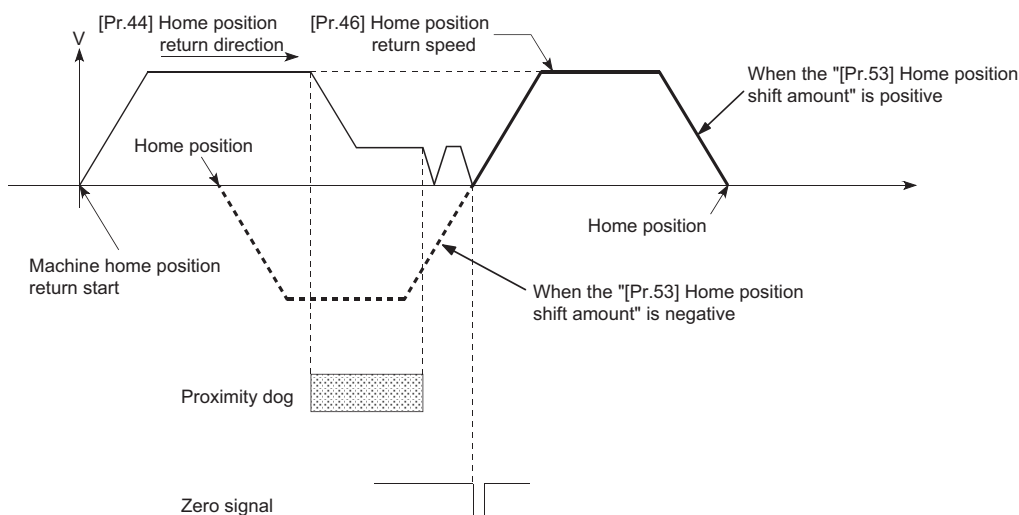 [Pr.44] Home position
return direction
[Pr.46] Home position
return speed
V
When the "[Pr.53] Home position
shift amount" is positive
Home position
Home position
Machine home position
return start
When the "[Pr.53] Home position
shift amount" is negative
Proximity dog
Zero signal